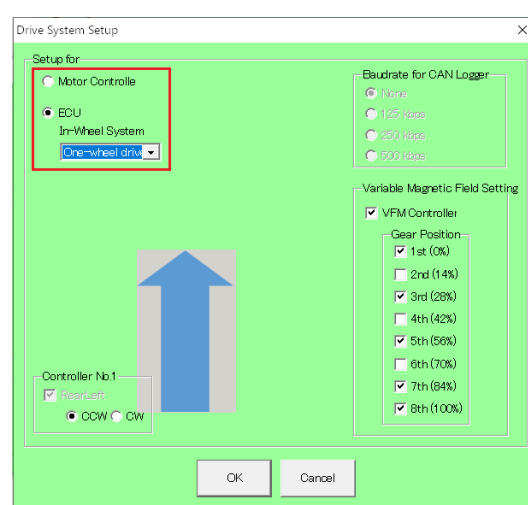 Drive System Setup
Setup for
Motor Controlle
ECU
In-Wheel System
One-wheel driv
Baudrate for CAN Logger
None
125 kbps
250 kbps
500 kbps
Variable Magnetic Field Setting
VFM Controller
Gear Position
1st (0%)
2nd (14%)
3rd (28%)
4th (42%)
5th (56%)
6th (70%)
7th (84%)
8th (100%)
Controller No.1
RearLeft
CCW CW
OK Cancel